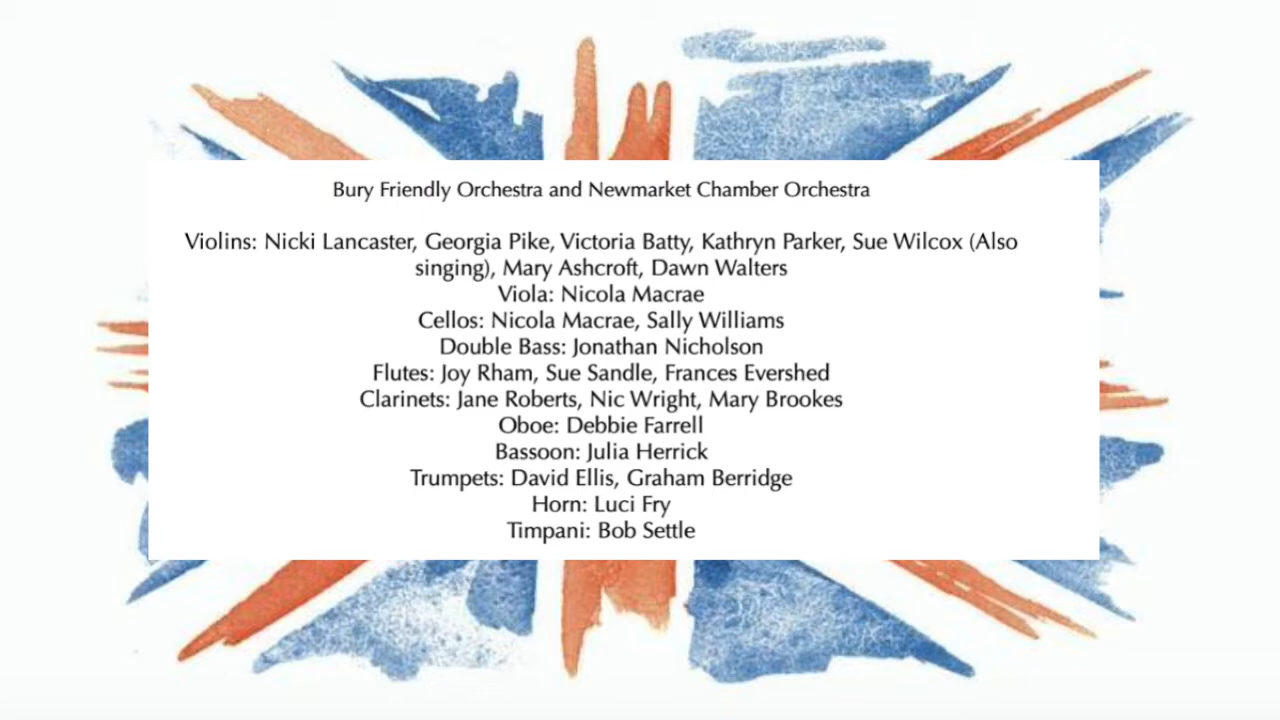 Bury Friendly Orchestra and Newmarket Chamber Orchestra
Violins: Nicki Lancaster, Georgia Pike, Victoria Batty, Kathryn Parker, Sue Wilcox (Also
singing), Mary Ashcroft, Dawn Walters
Viola: Nicola Macrae
Cellos: Nicola Macrae, Sally Williams
Double Bass: Jonathan Nicholson
Flutes: Joy Rham, Sue Sandle, Frances Evershed
Clarinets: Jane Roberts, Nic Wright, Mary Brookes
Oboe: Debbie Farrell
Bassoon: Julia Herrick
Trumpets: David Ellis, Graham Berridge
Horn: Luci Fry
Timpani: Bob Settle